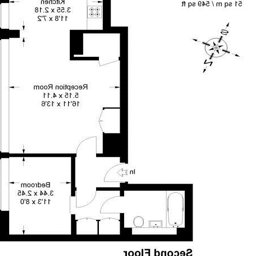 Kitchen
3.55 x 2.18
11'8 x 7'2
51 sq m / 549 sq ft
N
Reception Room
5.15 x 4.11
16'11 x 13'6
In
Bedroom
3.44 x 2.45
11'3 x 8'0
Second Floor